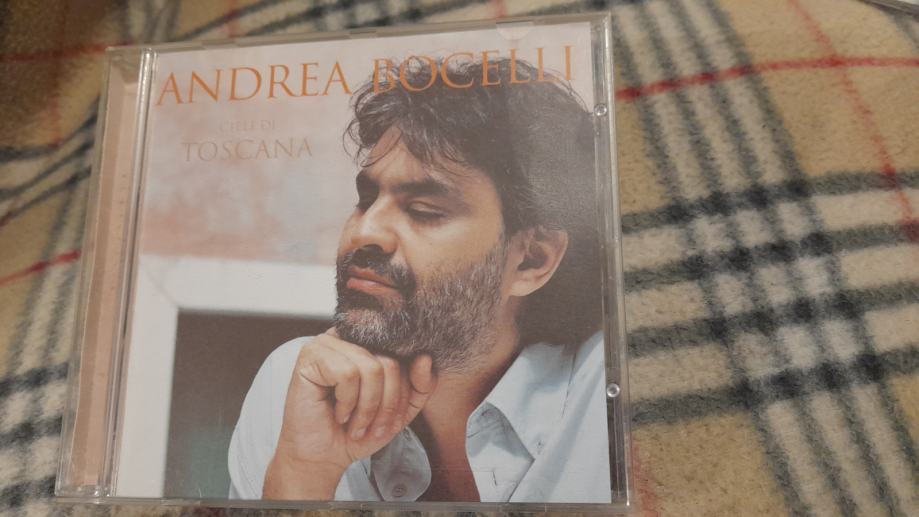 ANDREA BOCELLI
CIELI DI
TOSCANA